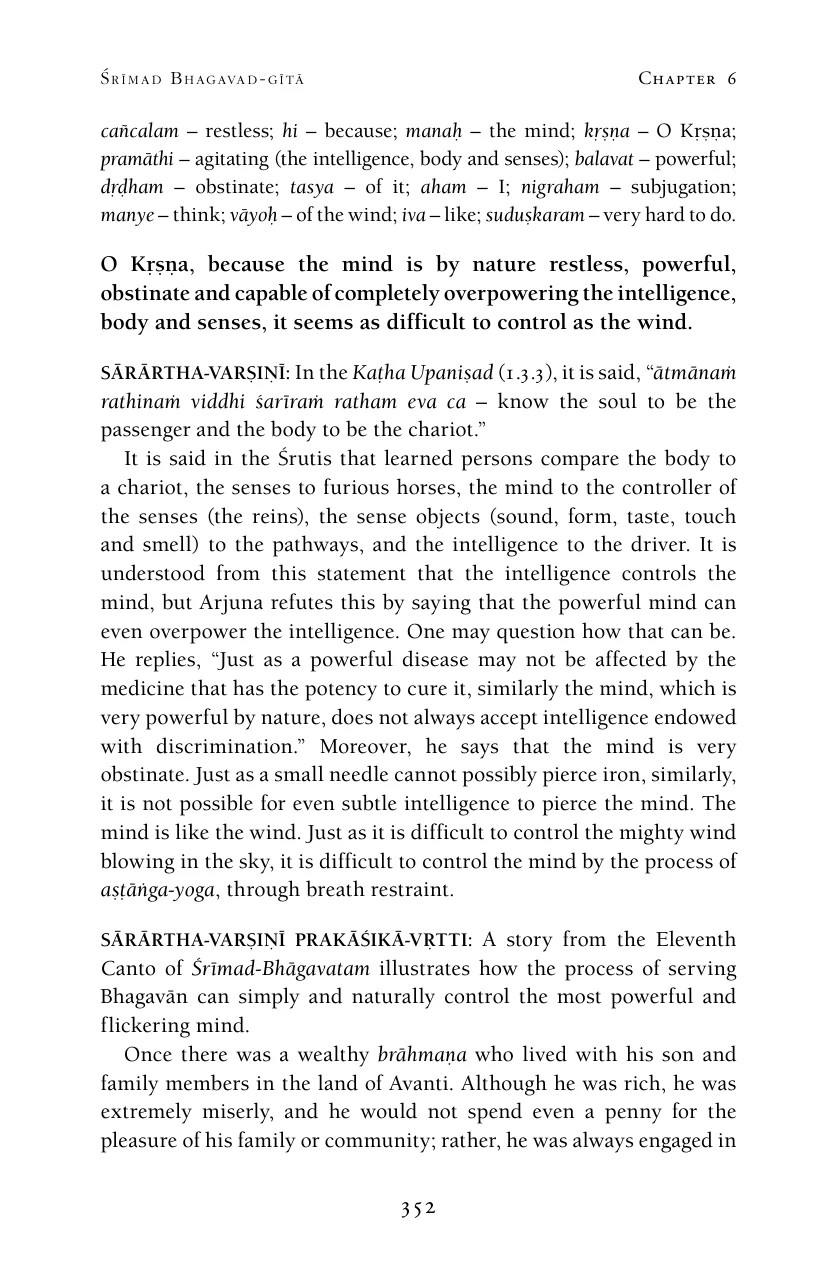 Śrīmad Bhagavad-gītā
Chapter 6
cañcalam – restless; hi – because; manaḥ – the mind; kṛṣṇa – O Kṛṣṇa;
pramāthi – agitating (the intelligence, body and senses); balavat – powerful;
dṛḍham – obstinate; tasya – of it; aham – I; nigraham – subjugation;
manye – think; vāyoḥ – of the wind; iva – like; suduṣkaram – very hard to do.
O Kṛṣṇa, because the mind is by nature restless, powerful,
obstinate and capable of completely overpowering the intelligence,
body and senses, it seems as difficult to control as the wind.
SĀRĀRTHA-VARṢIṆĪ: In the Kaṭha Upaniṣad (1.3.3), it is said, “ātmānaṁ
rathinaṁ viddhi śarīraṁ ratham eva ca – know the soul to be the
passenger and the body to be the chariot.”
It is said in the Śrutis that learned persons compare the body to
a chariot, the senses to furious horses, the mind to the controller of
the senses (the reins), the sense objects (sound, form, taste, touch
and smell) to the pathways, and the intelligence to the driver. It is
understood from this statement that the intelligence controls the
mind, but Arjuna refutes this by saying that the powerful mind can
even overpower the intelligence. One may question how that can be.
He replies, “Just as a powerful disease may not be affected by the
medicine that has the potency to cure it, similarly the mind, which is
very powerful by nature, does not always accept intelligence endowed
with discrimination.” Moreover, he says that the mind is very
obstinate. Just as a small needle cannot possibly pierce iron, similarly,
it is not possible for even subtle intelligence to pierce the mind. The
mind is like the wind. Just as it is difficult to control the mighty wind
blowing in the sky, it is difficult to control the mind by the process of
aṣṭāṅga-yoga, through breath restraint.
SĀRĀRTHA-VARṢIṆĪ PRAKĀŚIKĀ-VṚTTI: A story from the Eleventh
Canto of Śrīmad-Bhāgavatam illustrates how the process of serving
Bhagavān can simply and naturally control the most powerful and
flickering mind.
Once there was a wealthy brāhmaṇa who lived with his son and
family members in the land of Avanti. Although he was rich, he was
extremely miserly, and he would not spend even a penny for the
pleasure of his family or community; rather, he was always engaged in
352